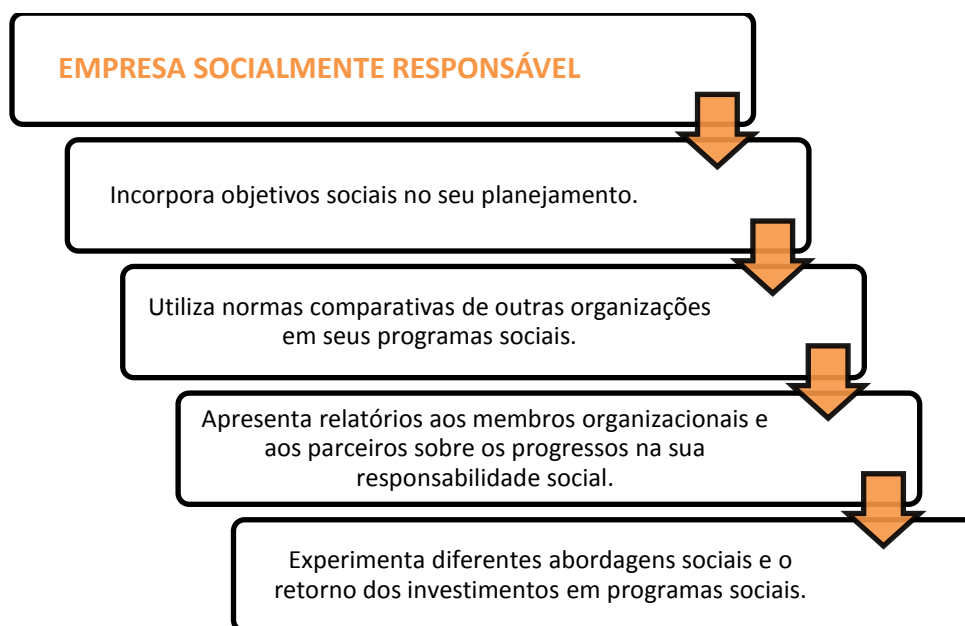 EMPRESA SOCIALMENTE RESPONSÁVEL
Incorpora objetivos sociais no seu planejamento.
Utiliza normas comparativas de outras organizações
em seus programas sociais.
Apresenta relatórios aos membros organizacionais e
aos parceiros sobre os progressos na sua
responsabilidade social.
Experimenta diferentes abordagens sociais e o
retorno dos investimentos em programas sociais.